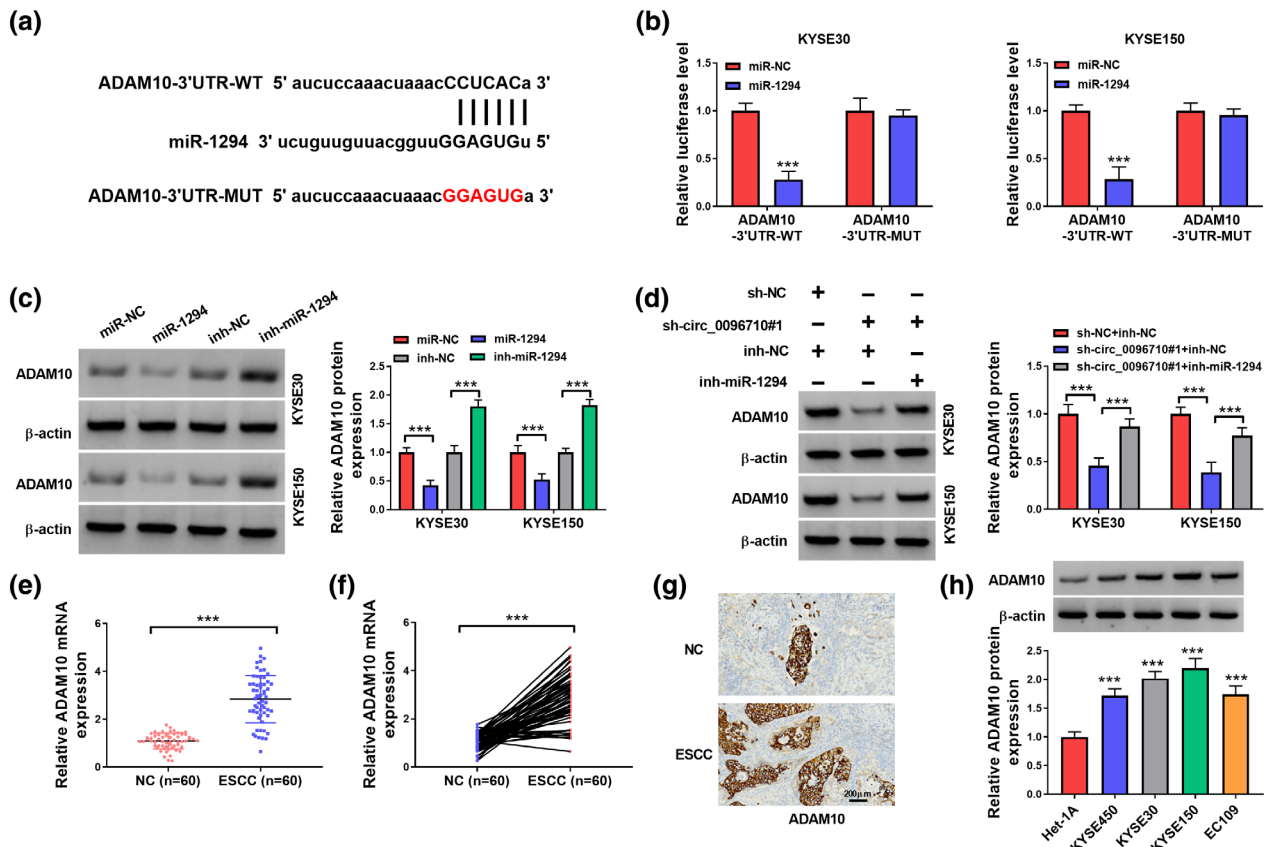 (a)
ADAM10-3'UTR-WT 5' aucuccaaacuaaacCCUCACa 3'
miR-1294 3' ucuguuguuacgguuGGAGUGu 5'
ADAM10-3'UTR-MUT 5' aucuccaaacuaaacGGAGUGa 3'
(b)
KYSE30
Relative luciferase level
1.5
1.0
0.5
0.0
miR-NC
miR-1294
***
ADAM10 -3'UTR-WT
ADAM10 -3'UTR-MUT
KYSE150
Relative luciferase level
1.5
1.0
0.5
0.0
miR-NC
miR-1294
***
ADAM10 -3'UTR-WT
ADAM10 -3'UTR-MUT
(c)
miR-NC
miR-1294
inh-NC
inh-miR-1294
ADAM10
β-actin
KYSE30
ADAM10
β-actin
KYSE150
miR-NC
miR-1294
inh-NC
inh-miR-1294
Relative ADAM10 protein expression
2.5
2.0
1.5
1.0
0.5
0.0
***
***
***
***
KYSE30
KYSE150
(d)
sh-NC + – –
sh-circ_0096710#1 – + +
inh-NC + + –
inh-miR-1294 – – +
ADAM10
β-actin
KYSE30
ADAM10
β-actin
KYSE150
sh-NC+inh-NC
sh-circ_0096710#1+inh-NC
sh-circ_0096710#1+inh-miR-1294
Relative ADAM10 protein expression
1.5
1.0
0.5
0.0
***
***
***
***
KYSE30
KYSE150
(e)
Relative ADAM10 mRNA expression
6
4
2
0
***
NC (n=60)
ESCC (n=60)
(f)
Relative ADAM10 mRNA expression
6
4
2
0
***
NC (n=60)
ESCC (n=60)
(g)
NC
ESCC
200μm
ADAM10
(h)
ADAM10
β-actin
Relative ADAM10 protein expression
2.5
2.0
1.5
1.0
0.5
0.0
***
***
***
***
Het-1A
KYSE450
KYSE30
KYSE150
EC109